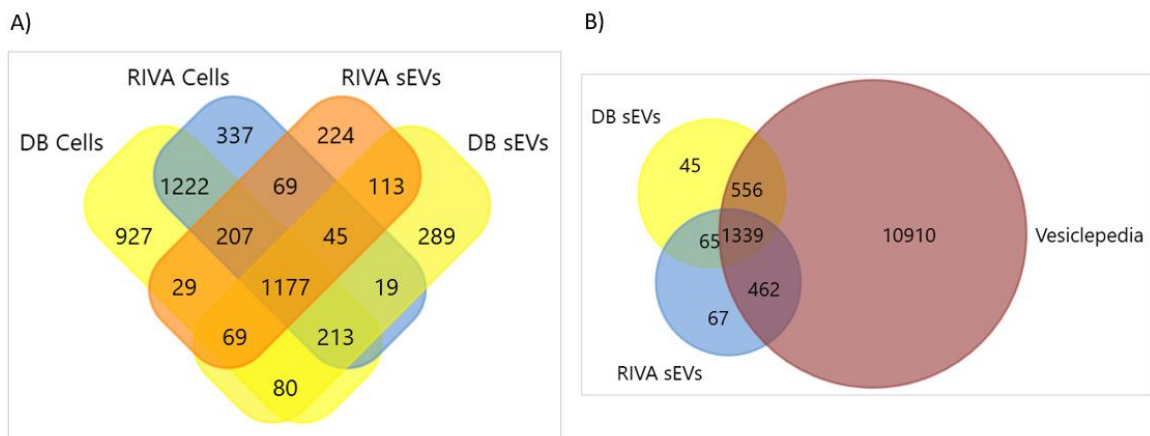 A)
RIVA Cells RIVA sEVs
DB Cells DB sEVs
337 224
1222 69 113
927 207 45 289
29 1177 19
69 213
80
B)
DB sEVs
45
556
65 1339 10910 Vesiclepedia
462
67
RIVA sEVs